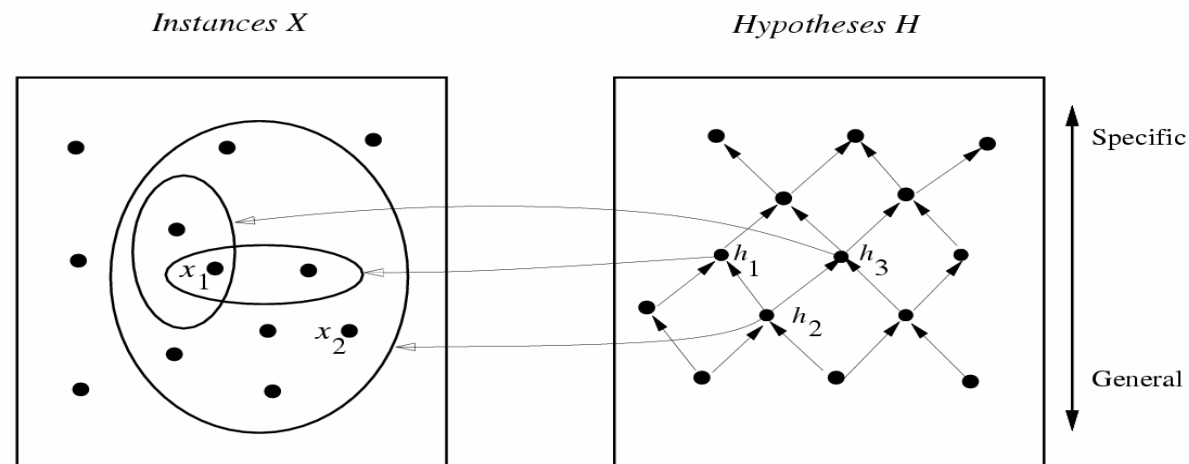 Instances X
Hypotheses H
Specific
h1
h3
x1
x2
h2
General